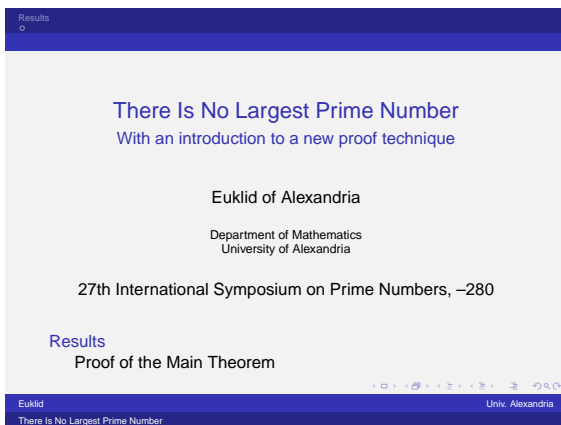 Results
There Is No Largest Prime Number
With an introduction to a new proof technique
Euklid of Alexandria
Department of Mathematics
University of Alexandria
27th International Symposium on Prime Numbers, –280
Results
Proof of the Main Theorem
Euklid Univ. Alexandria
There Is No Largest Prime Number